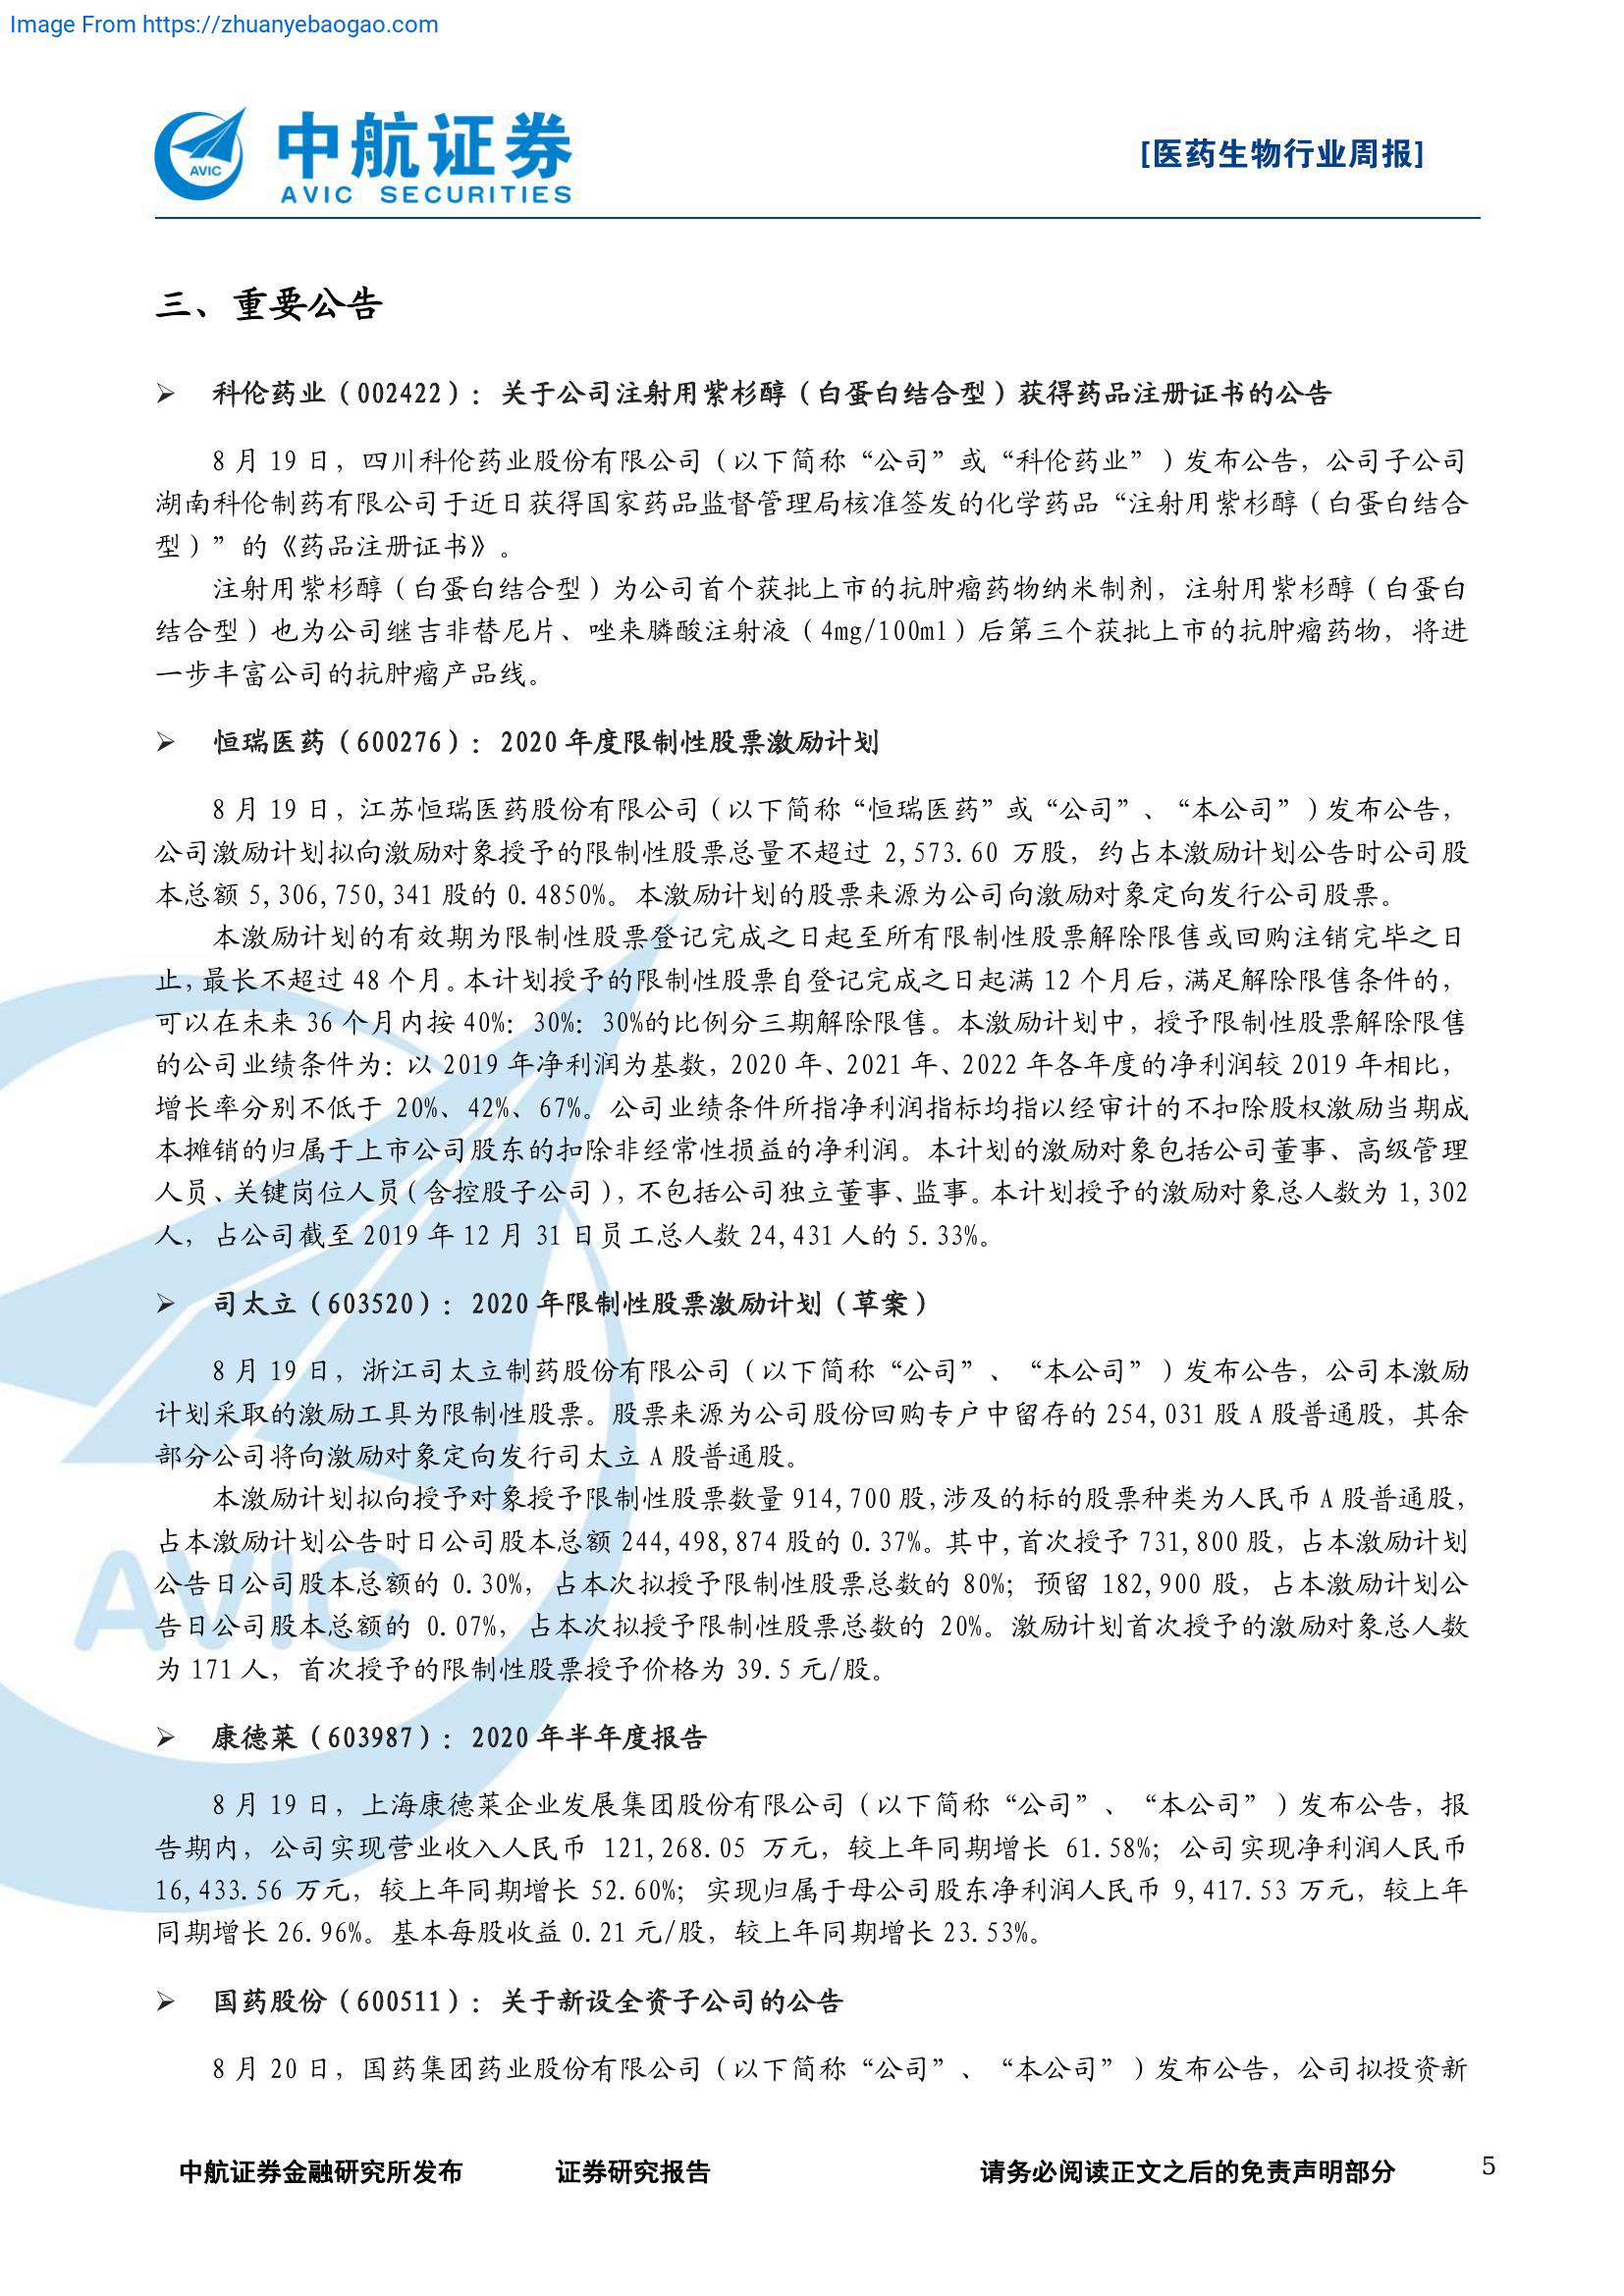 Image From https://zhuanyebaogao.com
AVIC
中航证券
AVIC SECURITIES
[医药生物行业周报]
三、重要公告
➢ 科伦药业（002422）：关于公司注射用紫杉醇（白蛋白结合型）获得药品注册证书的公告
8 月 19 日，四川科伦药业股份有限公司（以下简称“公司”或“科伦药业”）发布公告，公司子公司
湖南科伦制药有限公司于近日获得国家药品监督管理局核准签发的化学药品“注射用紫杉醇（白蛋白结合
型）”的《药品注册证书》。
注射用紫杉醇（白蛋白结合型）为公司首个获批上市的抗肿瘤药物纳米制剂，注射用紫杉醇（白蛋白
结合型）也为公司继吉非替尼片、唑来膦酸注射液（4mg/100ml）后第三个获批上市的抗肿瘤药物，将进
一步丰富公司的抗肿瘤产品线。
➢ 恒瑞医药（600276）：2020 年度限制性股票激励计划
8 月 19 日，江苏恒瑞医药股份有限公司（以下简称“恒瑞医药”或“公司”、“本公司”）发布公告，
公司激励计划拟向激励对象授予的限制性股票总量不超过 2,573.60 万股，约占本激励计划公告时公司股
本总额 5,306,750,341 股的 0.4850%。本激励计划的股票来源为公司向激励对象定向发行公司股票。
本激励计划的有效期为限制性股票登记完成之日起至所有限制性股票解除限售或回购注销完毕之日
止，最长不超过 48 个月。本计划授予的限制性股票自登记完成之日起满 12 个月后，满足解除限售条件的，
可以在未来 36 个月内按 40%：30%：30%的比例分三期解除限售。本激励计划中，授予限制性股票解除限售
的公司业绩条件为：以 2019 年净利润为基数，2020 年、2021 年、2022 年各年度的净利润较 2019 年相比，
增长率分别不低于 20%、42%、67%。公司业绩条件所指净利润指标均指以经审计的不扣除股权激励当期成
本摊销的归属于上市公司股东的扣除非经常性损益的净利润。本计划的激励对象包括公司董事、高级管理
人员、关键岗位人员（含控股子公司），不包括公司独立董事、监事。本计划授予的激励对象总人数为 1,302
人，占公司截至 2019 年 12 月 31 日员工总人数 24,431 人的 5.33%。
➢ 司太立（603520）：2020 年限制性股票激励计划（草案）
8 月 19 日，浙江司太立制药股份有限公司（以下简称“公司”、“本公司”）发布公告，公司本激励
计划采取的激励工具为限制性股票。股票来源为公司股份回购专户中留存的 254,031 股 A 股普通股，其余
部分公司将向激励对象定向发行司太立 A 股普通股。
本激励计划拟向授予对象授予限制性股票数量 914,700 股，涉及的标的股票种类为人民币 A 股普通股，
占本激励计划公告时日公司股本总额 244,498,874 股的 0.37%。其中，首次授予 731,800 股，占本激励计划
公告日公司股本总额的 0.30%，占本次拟授予限制性股票总数的 80%；预留 182,900 股，占本激励计划公
告日公司股本总额的 0.07%，占本次拟授予限制性股票总数的 20%。激励计划首次授予的激励对象总人数
为 171 人，首次授予的限制性股票授予价格为 39.5 元/股。
➢ 康德莱（603987）：2020 年半年度报告
8 月 19 日，上海康德莱企业发展集团股份有限公司（以下简称“公司”、“本公司”）发布公告，报
告期内，公司实现营业收入人民币 121,268.05 万元，较上年同期增长 61.58%；公司实现净利润人民币
16,433.56 万元，较上年同期增长 52.60%；实现归属于母公司股东净利润人民币 9,417.53 万元，较上年
同期增长 26.96%。基本每股收益 0.21 元/股，较上年同期增长 23.53%。
➢ 国药股份（600511）：关于新设全资子公司的公告
8 月 20 日，国药集团药业股份有限公司（以下简称“公司”、“本公司”）发布公告，公司拟投资新
中航证券金融研究所发布 证券研究报告 请务必阅读正文之后的免责声明部分 5